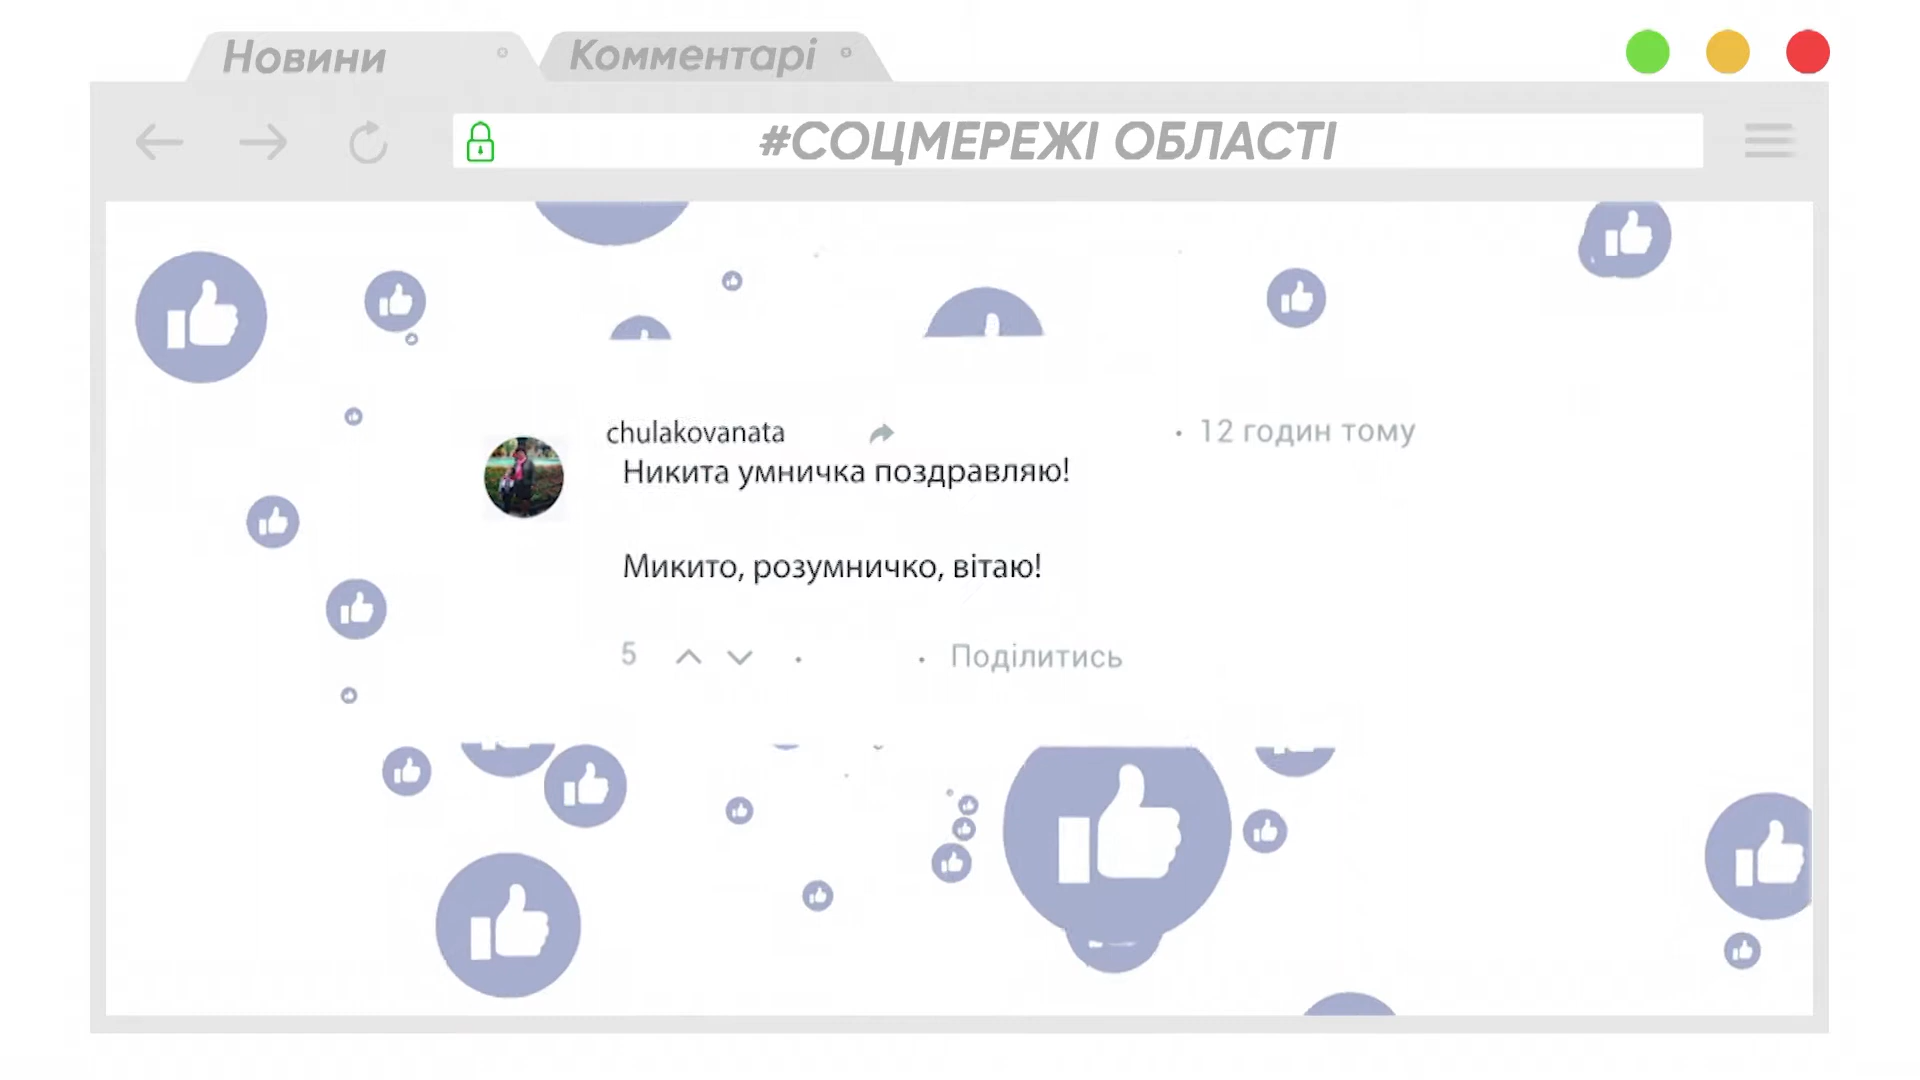 Новини
Комментарі
#СОЦМЕРЕЖІ ОБЛАСТІ
chulakovanata
· 12 годин тому
Никита умничка поздравляю!
Микито, розумничко, вітаю!
5
· Поділитись